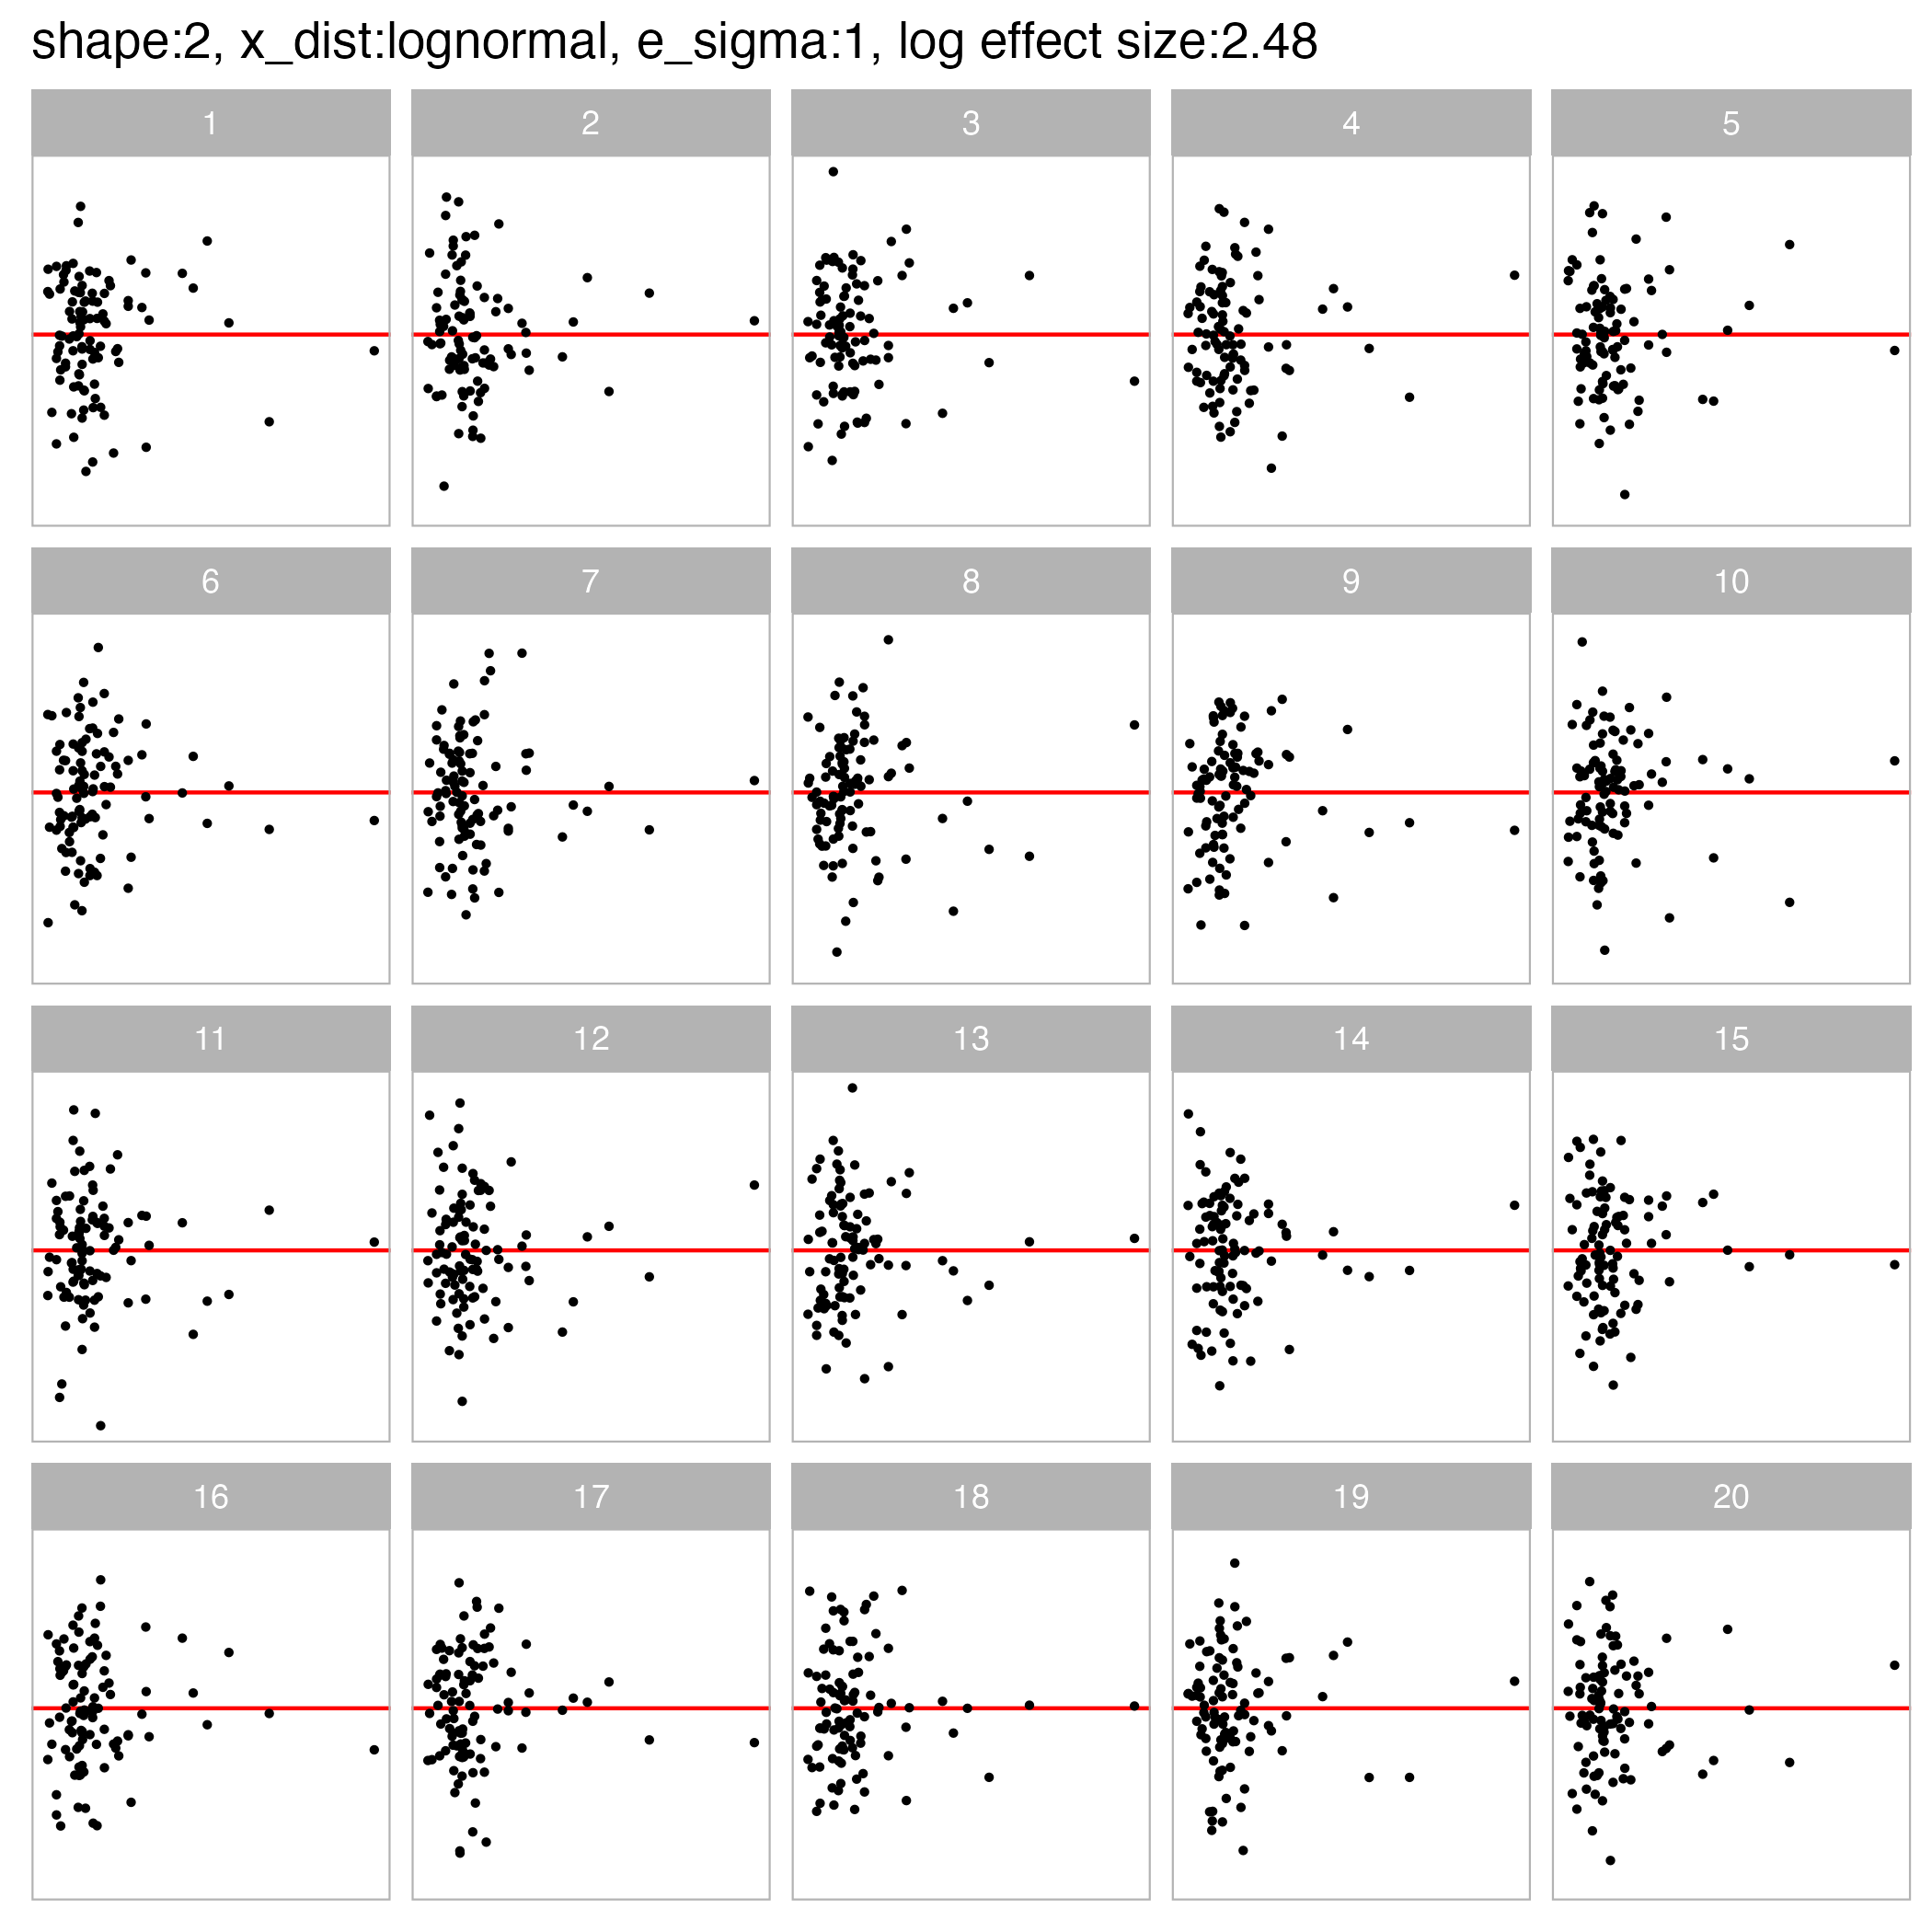 shape:2, x_dist:lognormal, e_sigma:1, log effect size:2.48
1 2 3 4 5
6 7 8 9 10
11 12 13 14 15
16 17 18 19 20